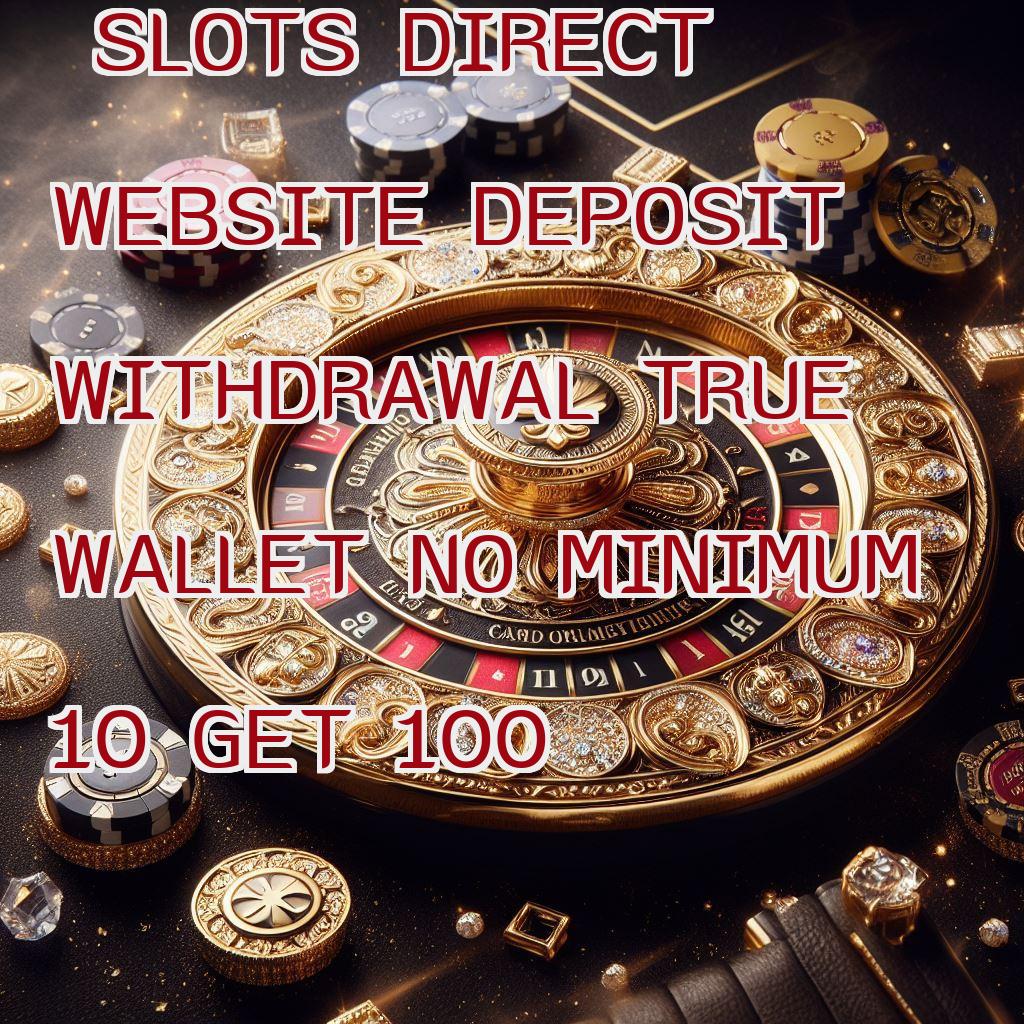 SLOTS DIRECT
WEBSITE DEPOSIT
WITHDRAWAL TRUE
WALLET NO MINIMUM
10 GET 100